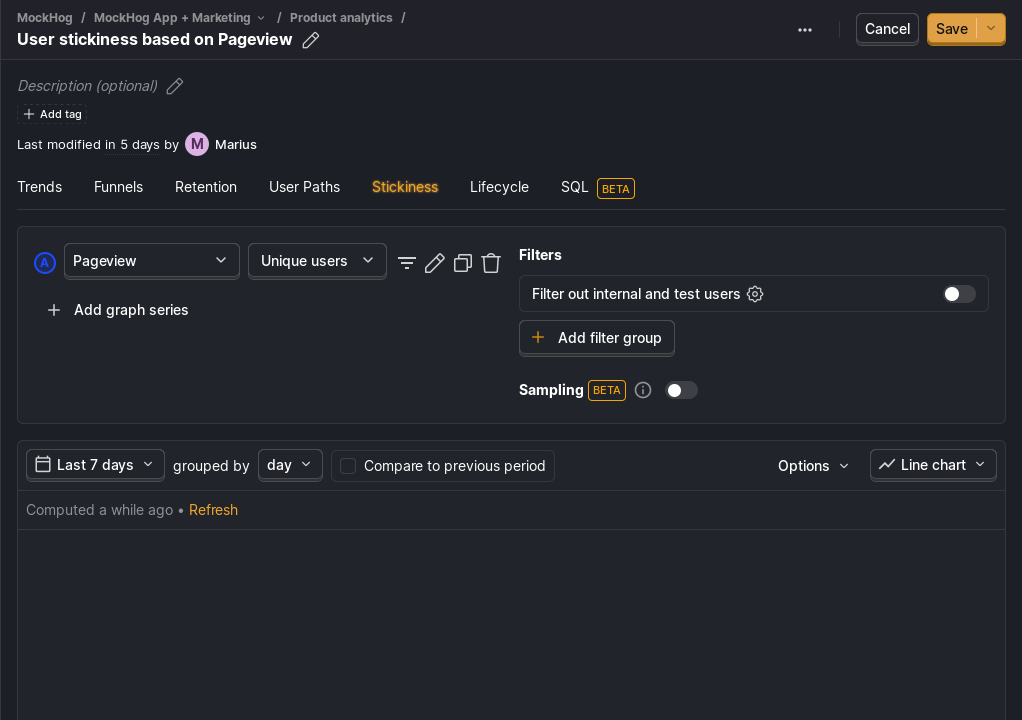 MockHog / MockHog App + Marketing / Product analytics /
User stickiness based on Pageview
Cancel
Save
Description (optional)
Add tag
Last modified in 5 days by M Marius
Trends Funnels Retention User Paths Stickiness Lifecycle SQL BETA
A Pageview Unique users
Add graph series
Filters
Filter out internal and test users
Add filter group
Sampling BETA
Last 7 days grouped by day Compare to previous period Options Line chart
Computed a while ago • Refresh